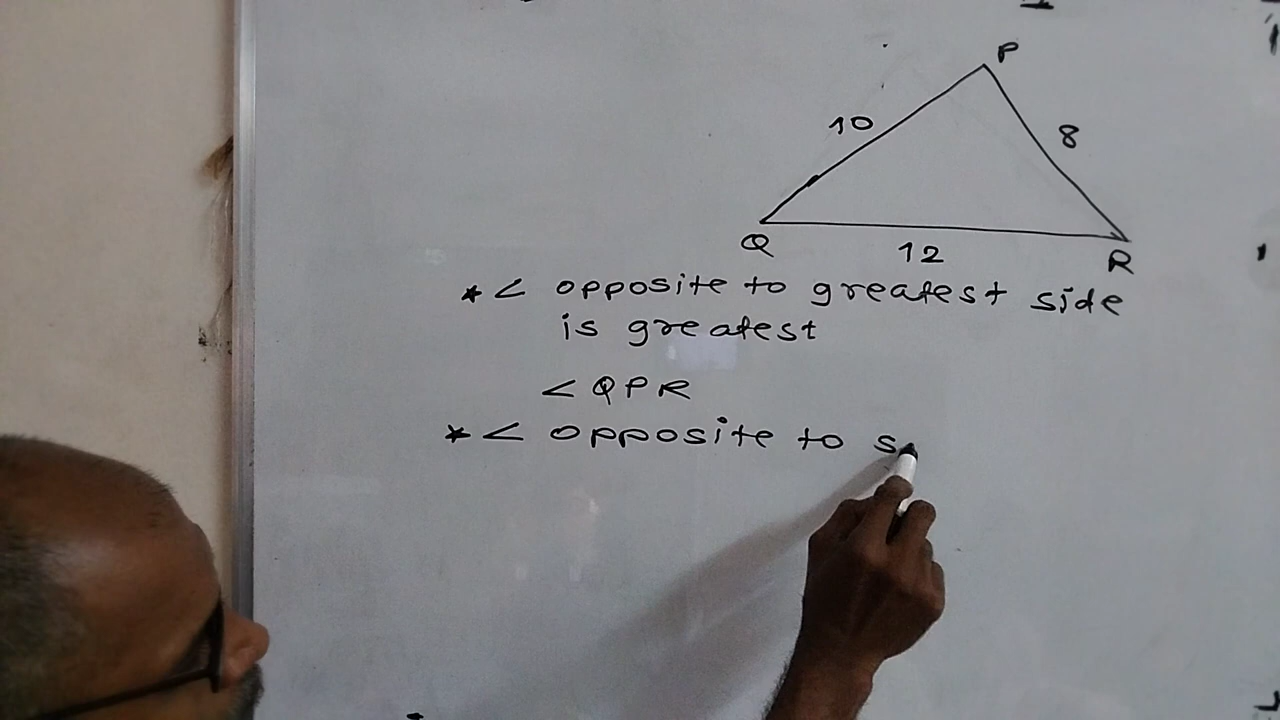 P
10
8
Q
12
R
* < opposite to greatest side
is greatest
< QPR
* < opposite to s